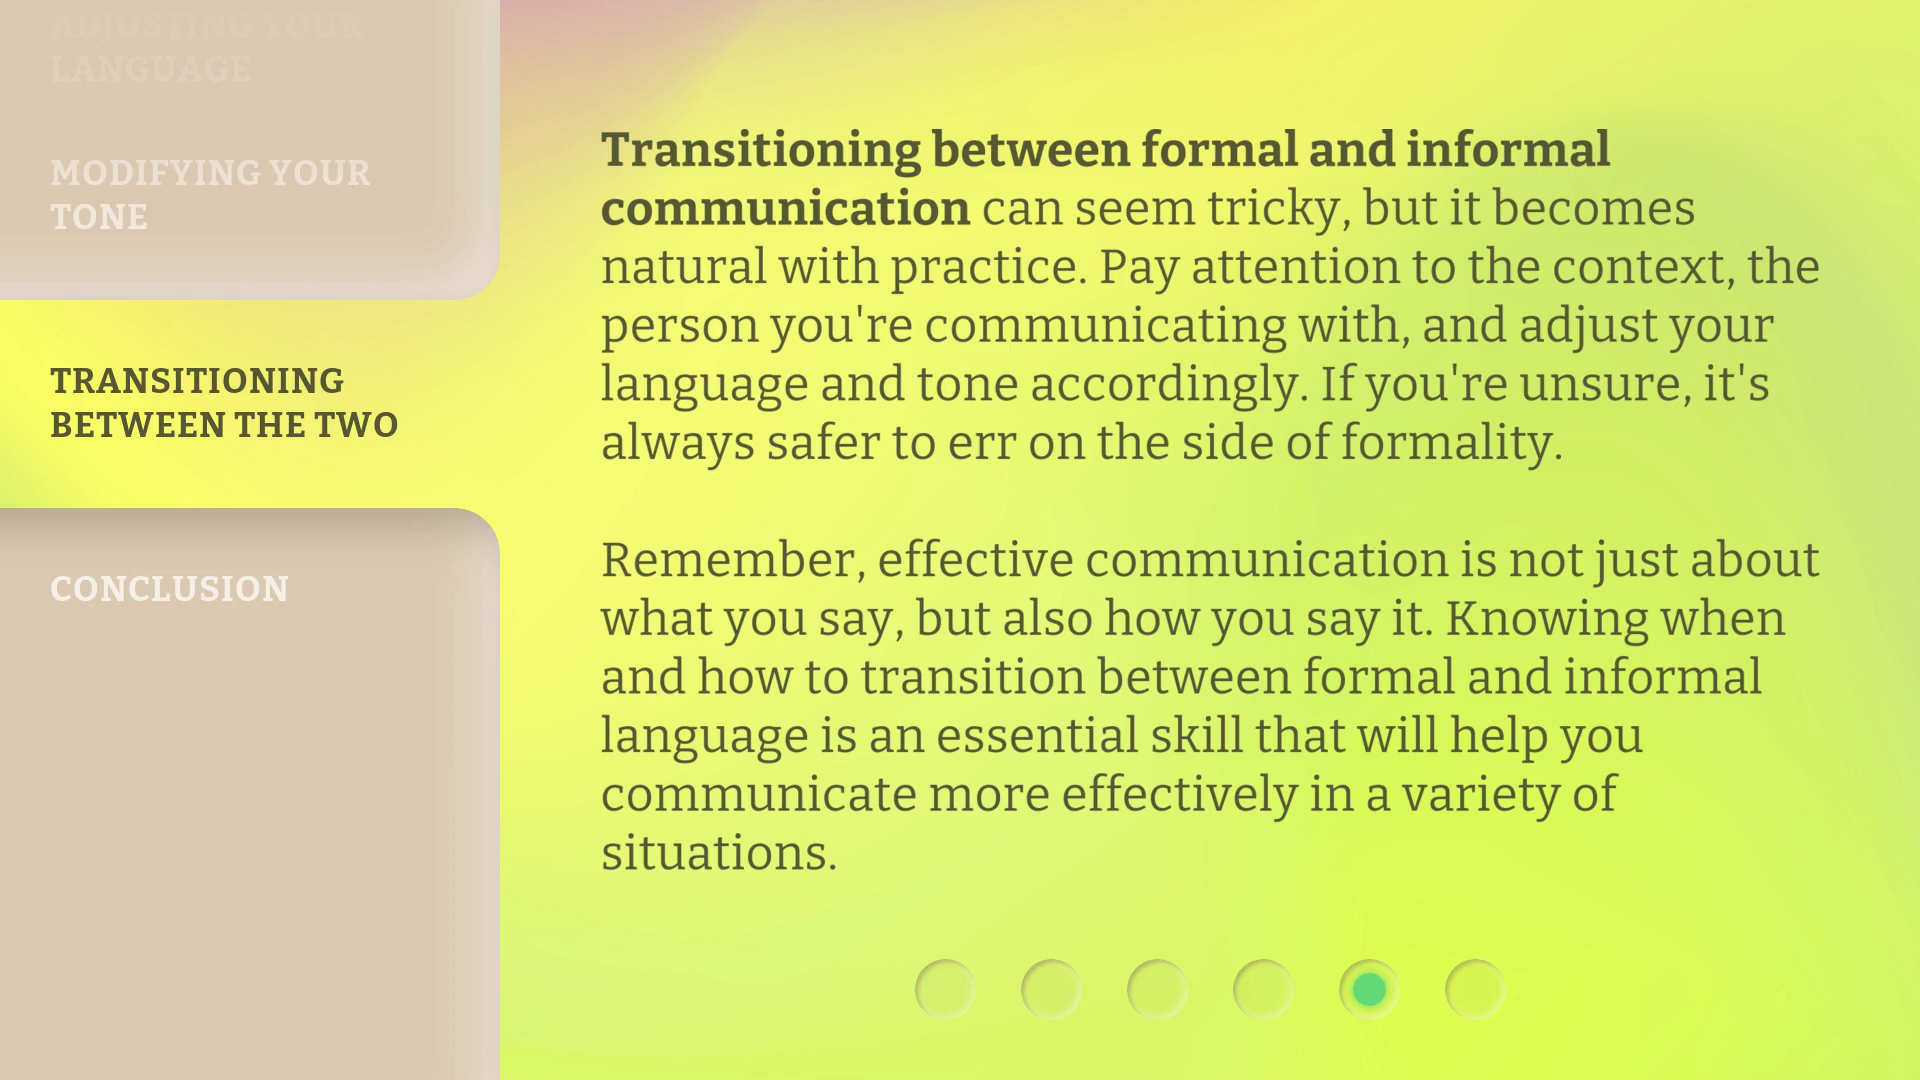 ADJUSTING YOUR
LANGUAGE
MODIFYING YOUR
TONE
TRANSITIONING
BETWEEN THE TWO
CONCLUSION
Transitioning between formal and informal
communication can seem tricky, but it becomes
natural with practice. Pay attention to the context, the
person you're communicating with, and adjust your
language and tone accordingly. If you're unsure, it's
always safer to err on the side of formality.
Remember, effective communication is not just about
what you say, but also how you say it. Knowing when
and how to transition between formal and informal
language is an essential skill that will help you
communicate more effectively in a variety of
situations.